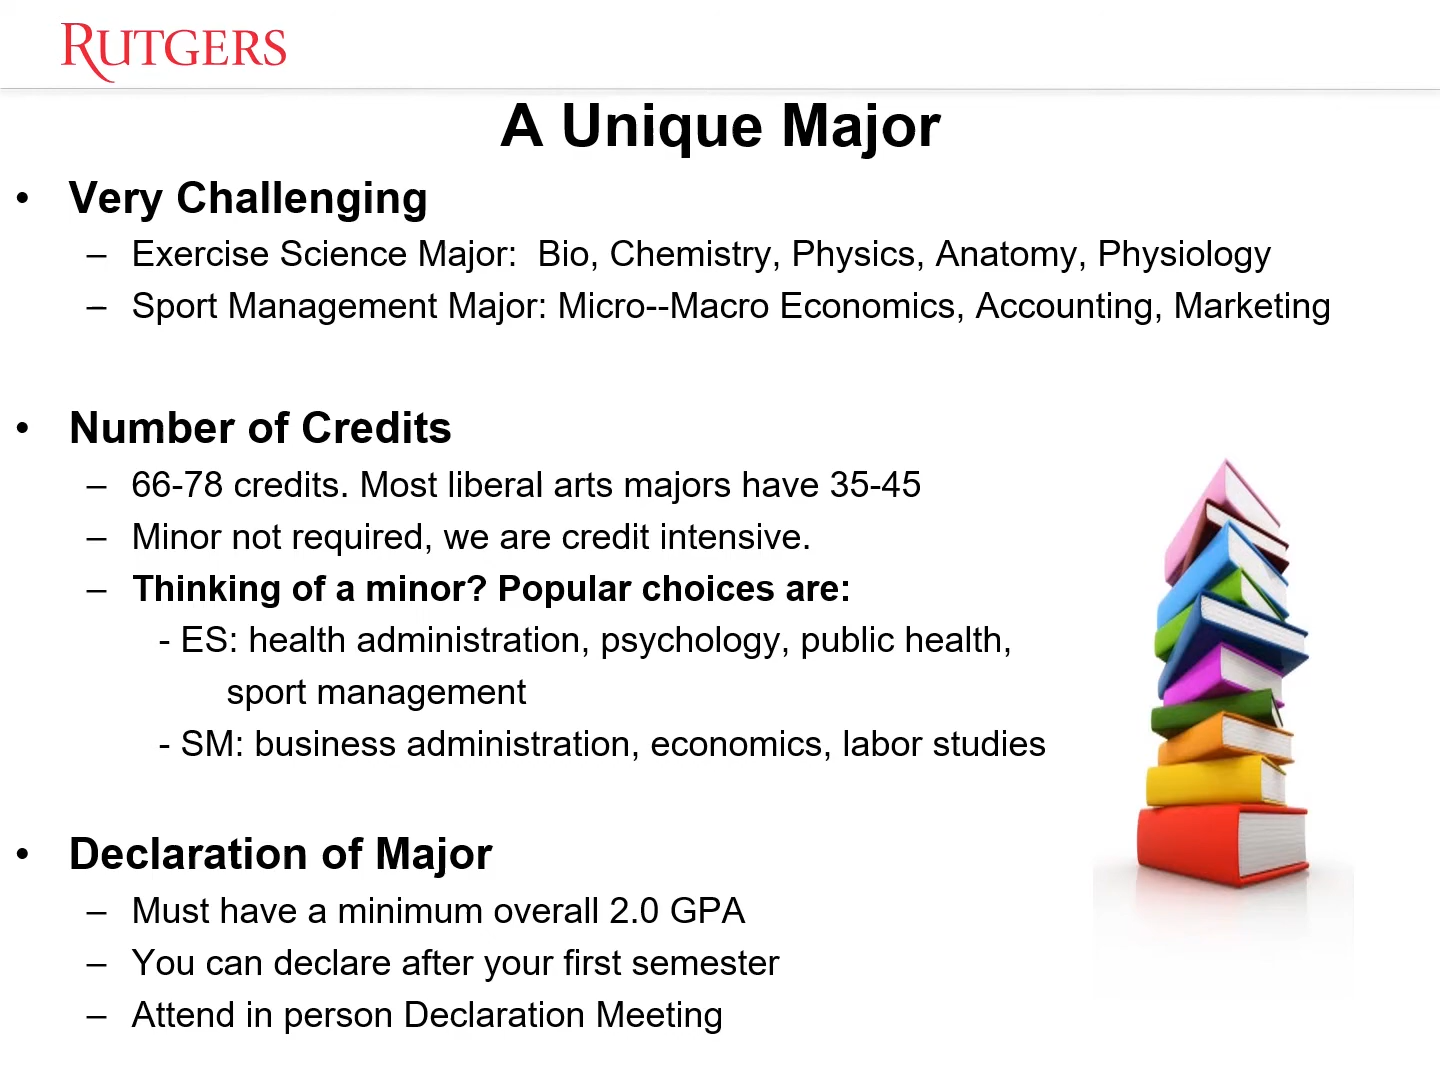 RUTGERS
A Unique Major
• Very Challenging
– Exercise Science Major:  Bio, Chemistry, Physics, Anatomy, Physiology
– Sport Management Major: Micro--Macro Economics, Accounting, Marketing
• Number of Credits
– 66-78 credits. Most liberal arts majors have 35-45
– Minor not required, we are credit intensive.
– Thinking of a minor? Popular choices are:
- ES: health administration, psychology, public health,
sport management
- SM: business administration, economics, labor studies
• Declaration of Major
– Must have a minimum overall 2.0 GPA
– You can declare after your first semester
– Attend in person Declaration Meeting